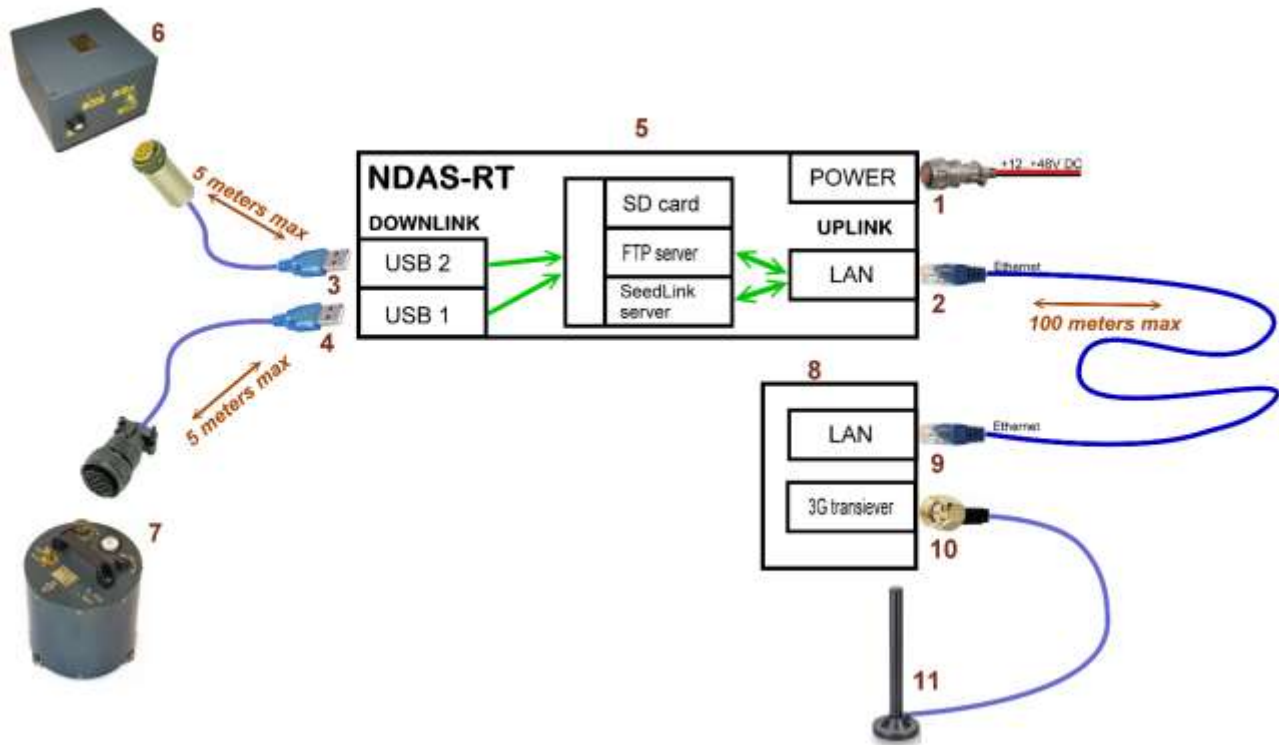 6
5
NDAS-RT
POWER
+12 +48V DC
1
5 meters max
SD card
DOWNLINK
UPLINK
USB 2
FTP server
LAN
Ethernet
3
2
SeedLink
server
USB 1
100 meters max
4
5 meters max
8
LAN
Ethernet
9
3G transiever
7
10
11